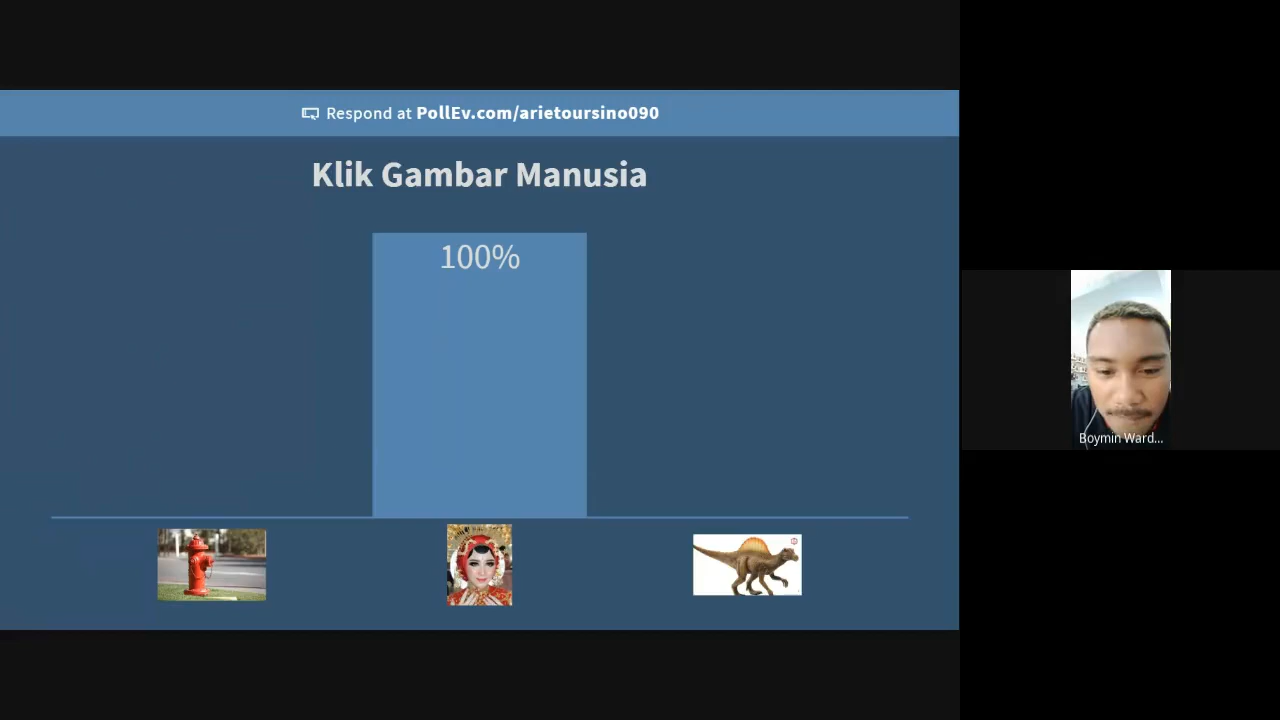 Respond at PollEv.com/arietoursino090
Klik Gambar Manusia
100%
Boymin Ward...